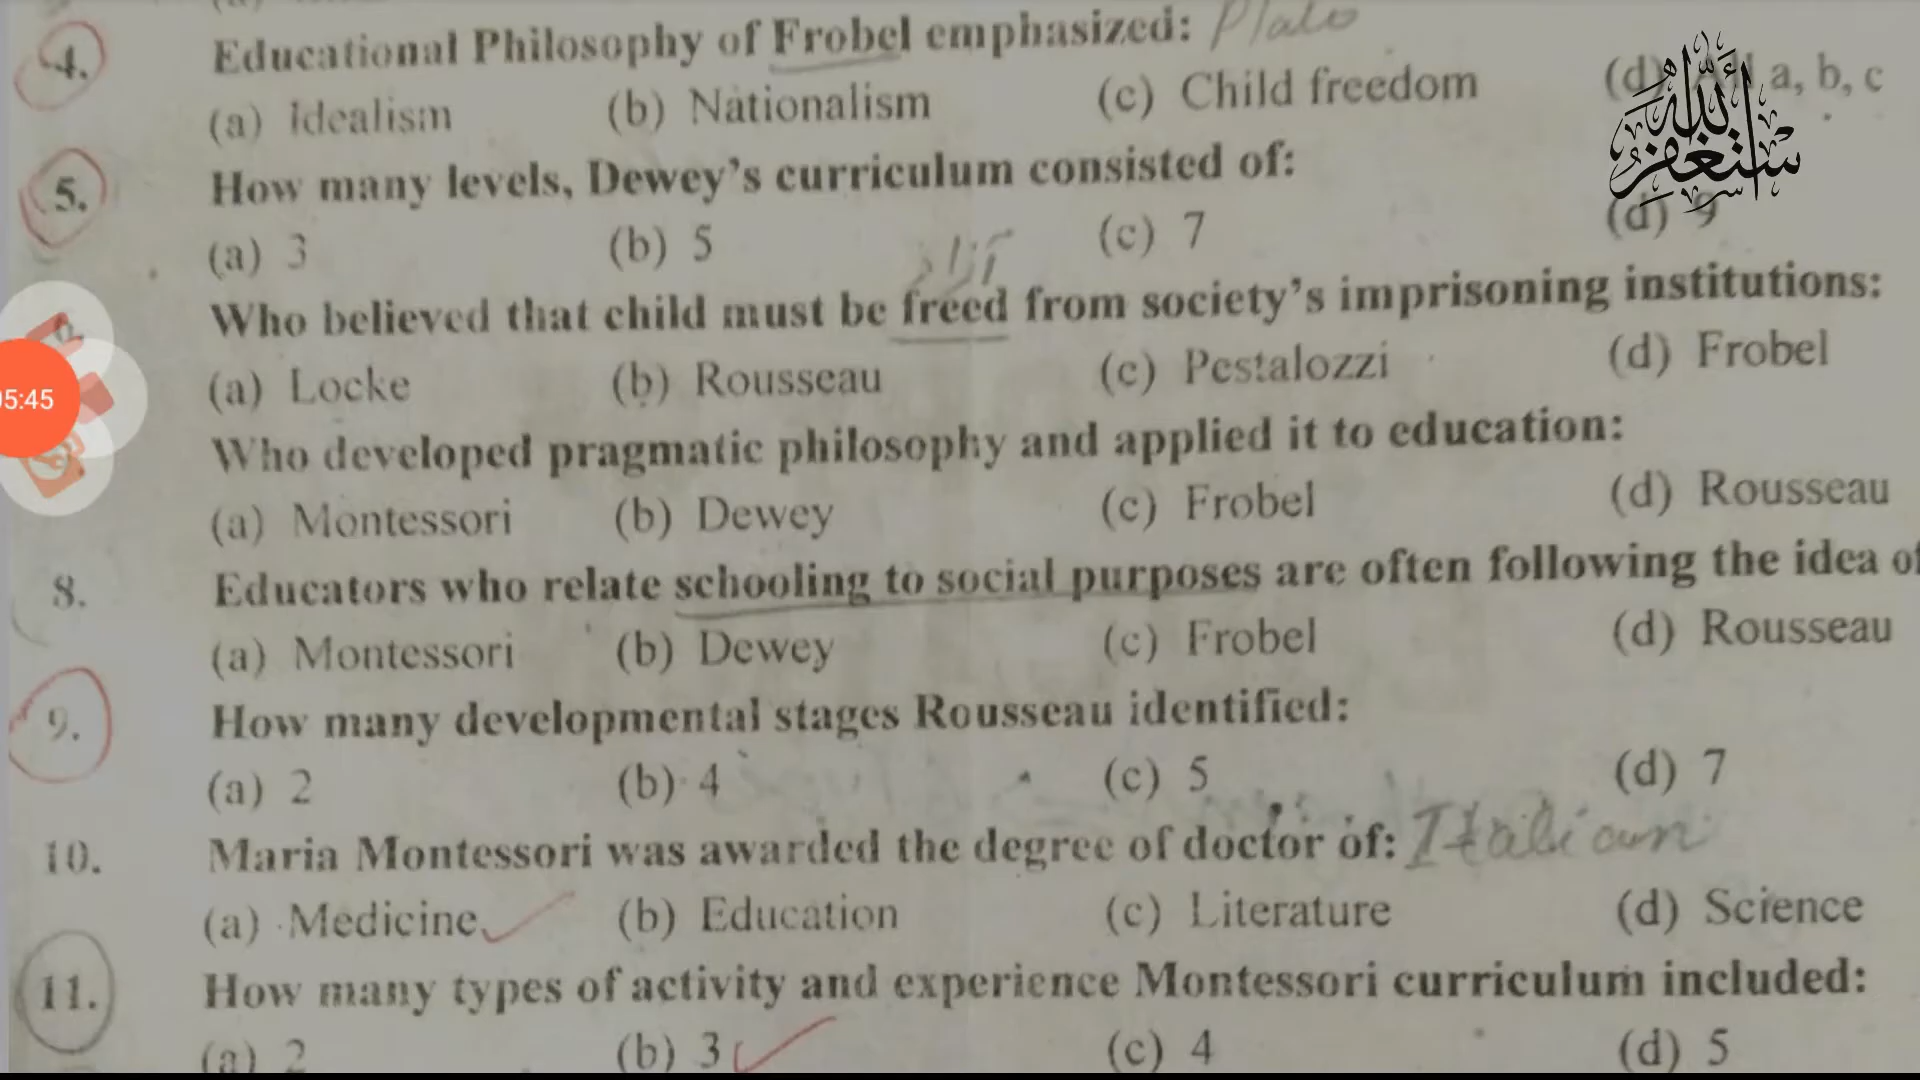 4. Educational Philosophy of Frobel emphasized: Plato
(a) Idealism (b) Nationalism (c) Child freedom (d) All a, b, c
5. How many levels, Dewey's curriculum consisted of:
(a) 3 (b) 5 (c) 7 (d) 9
آزاد
Who believed that child must be freed from society's imprisoning institutions:
(a) Locke (b) Rousseau (c) Pestalozzi (d) Frobel
05:45
Who developed pragmatic philosophy and applied it to education:
(a) Montessori (b) Dewey (c) Frobel (d) Rousseau
8. Educators who relate schooling to social purposes are often following the idea of
(a) Montessori (b) Dewey (c) Frobel (d) Rousseau
9. How many developmental stages Rousseau identified:
(a) 2 (b) 4 (c) 5 (d) 7
10. Maria Montessori was awarded the degree of doctor of: Italian
(a) Medicine (b) Education (c) Literature (d) Science
11. How many types of activity and experience Montessori curriculum included:
(a) 2 (b) 3 (c) 4 (d) 5
أستغفر الله